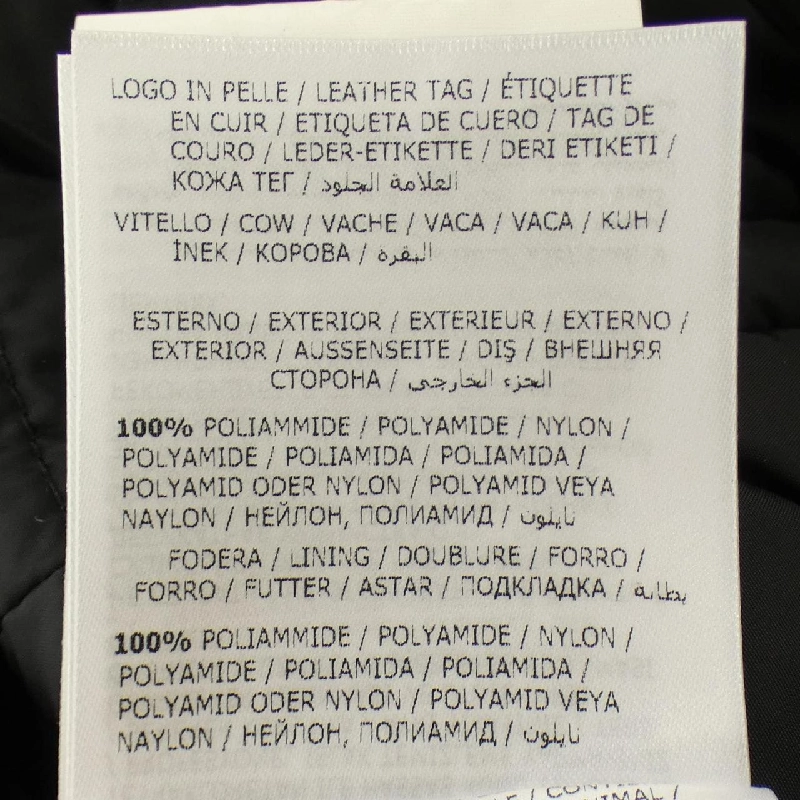 LOGO IN PELLE / LEATHER TAG / ÉTIQUETTE
EN CUIR / ETIQUETA DE CUERO / TAG DE
COURO / LEDER-ETIKETTE / DERI ETIKETI /
КОЖА ТЕГ / العلامة الجلود
VITELLO / COW / VACHE / VACA / VACA / KUH /
İNEK / КОРОВА / البقرة
ESTERNO / EXTERIOR / EXTERIEUR / EXTERNO /
EXTERIOR / AUSSENSEITE / DIŞ / ВНЕШНЯЯ
СТОРОНА / الجزء الخارجي
100% POLIAMMIDE / POLYAMIDE / NYLON /
POLYAMIDE / POLIAMIDA / POLIAMIDA /
POLYAMID ODER NYLON / POLYAMID VEYA
NAYLON / НЕЙЛОН, ПОЛИАМИД / نايلون
FODERA / LINING / DOUBLURE / FORRO /
FORRO / FUTTER / ASTAR / ПОДКЛАДКА / بطانة
100% POLIAMMIDE / POLYAMIDE / NYLON /
POLYAMIDE / POLIAMIDA / POLIAMIDA /
POLYAMID ODER NYLON / POLYAMID VEYA
NAYLON / НЕЙЛОН, ПОЛИАМИД / نايلون